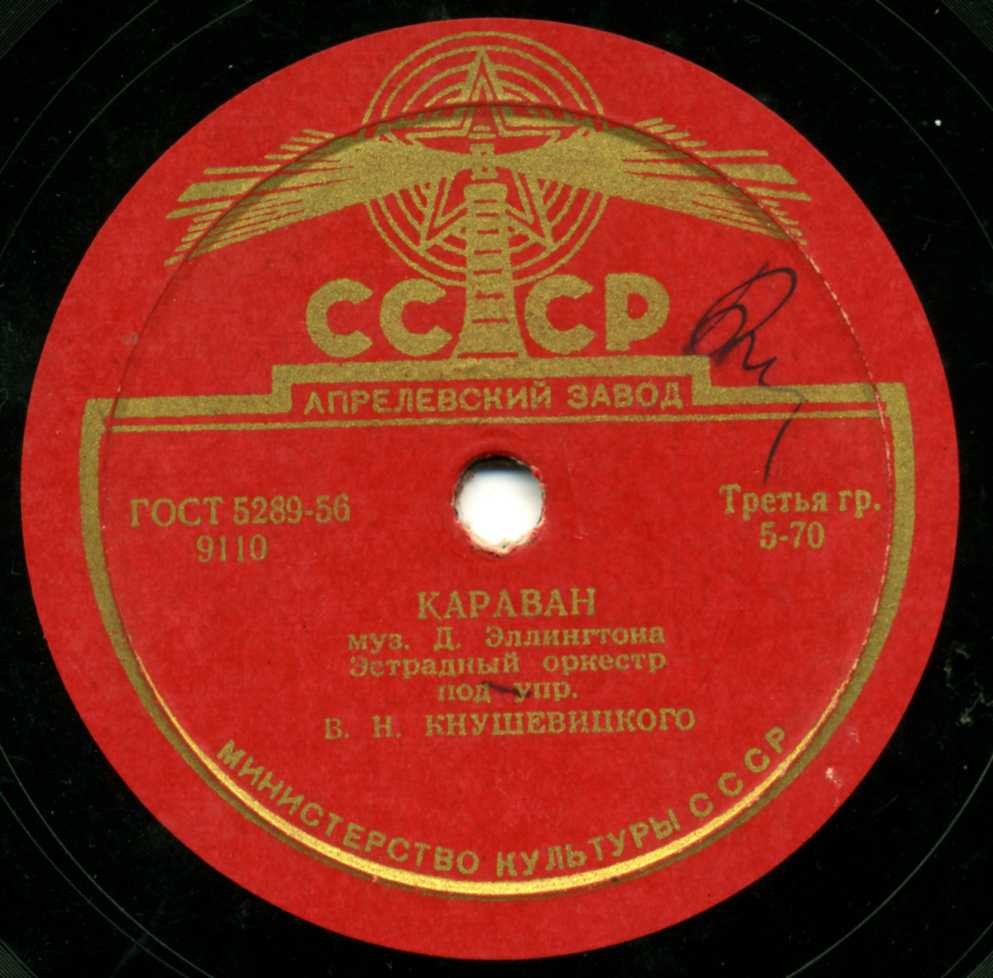 СССР
АПРЕЛЕВСКИЙ ЗАВОД
ГОСТ 5289-56
9110
Третья гр.
5-70
КАРАВАН
муз. Д. Эллингтона
Эстрадный оркестр
под упр.
В. Н. КНУШЕВИЦКОГО
МИНИСТЕРСТВО КУЛЬТУРЫ СССР